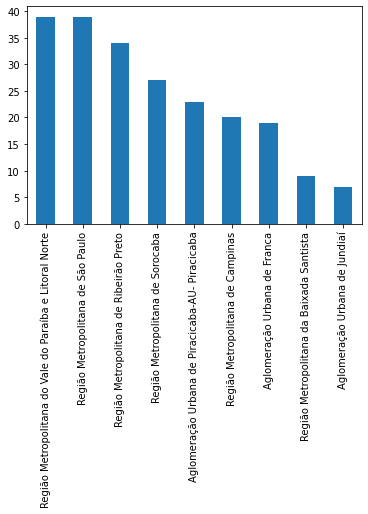 40
35
30
25
20
15
10
5
0
Região Metropolitana do Vale do Paraíba e Litoral Norte
Região Metropolitana de São Paulo
Região Metropolitana de Ribeirão Preto
Região Metropolitana de Sorocaba
Aglomeração Urbana de Piracicaba-AU- Piracicaba
Região Metropolitana de Campinas
Aglomeração Urbana de Franca
Região Metropolitana da Baixada Santista
Aglomeração Urbana de Jundiaí